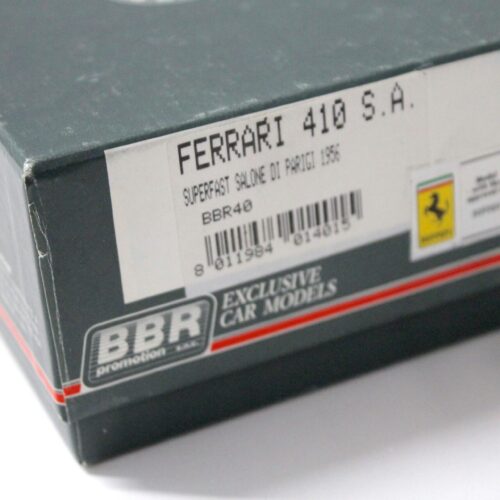 FERRARI 410 S.A.
SUPERFAST SALONE DI PARIGI 1956
BBR40
8 011984 014015
BBR
promotion s.n.c.
EXCLUSIVE
CAR MODELS